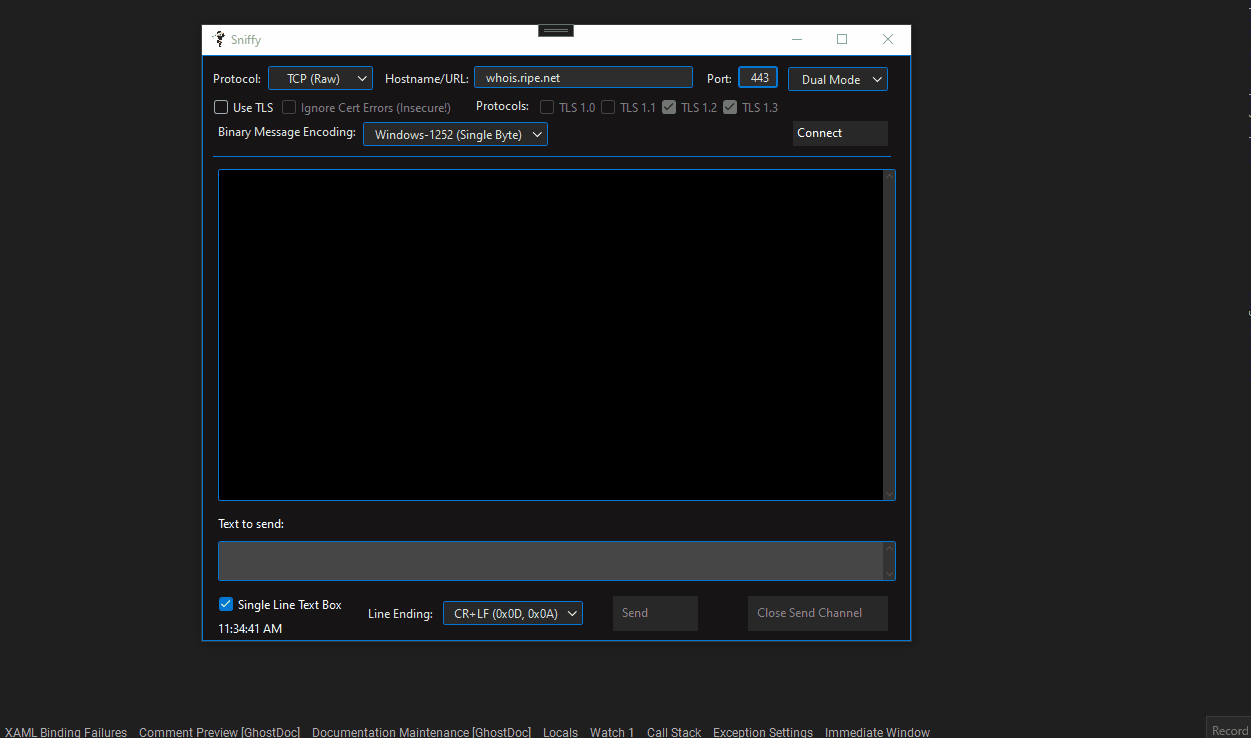 Sniffy
Protocol: TCP (Raw) Hostname/URL: whois.ripe.net Port: 443 Dual Mode
Use TLS Ignore Cert Errors (Insecure!) Protocols: TLS 1.0 TLS 1.1 TLS 1.2 TLS 1.3
Binary Message Encoding: Windows-1252 (Single Byte) Connect
Text to send:
Single Line Text Box Line Ending: CR+LF (0x0D, 0x0A) Send Close Send Channel
11:34:41 AM
XAML Binding Failures Comment Preview [GhostDoc] Documentation Maintenance [GhostDoc] Locals Watch 1 Call Stack Exception Settings Immediate Window Record